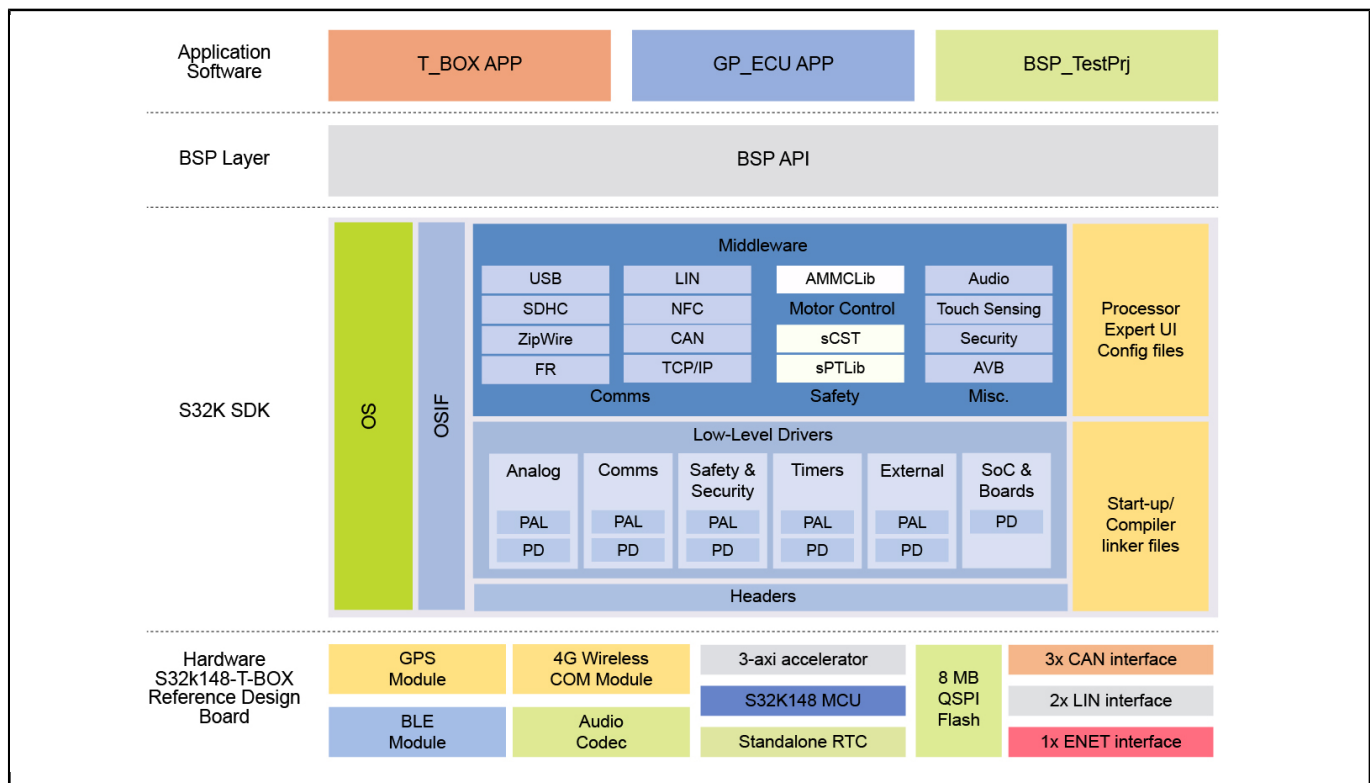 Application
Software
T_BOX APP
GP_ECU APP
BSP_TestPrj
BSP Layer
BSP API
S32K SDK
OS
OSIF
Middleware
USB
LIN
AMMCLib
Audio
SDHC
NFC
Motor Control
Touch Sensing
ZipWire
CAN
sCST
Security
FR
TCP/IP
sPTLib
AVB
Comms
Safety
Misc.
Processor
Expert UI
Config files
Low-Level Drivers
Analog
PAL
PD
Comms
PAL
PD
Safety &
Security
PAL
PD
Timers
PAL
PD
External
PAL
PD
SoC &
Boards
PD
Start-up/
Compiler
linker files
Headers
Hardware
S32k148-T-BOX
Reference Design
Board
GPS
Module
4G Wireless
COM Module
3-axi accelerator
8 MB
QSPI
Flash
3x CAN interface
S32K148 MCU
2x LIN interface
BLE
Module
Audio
Codec
Standalone RTC
1x ENET interface